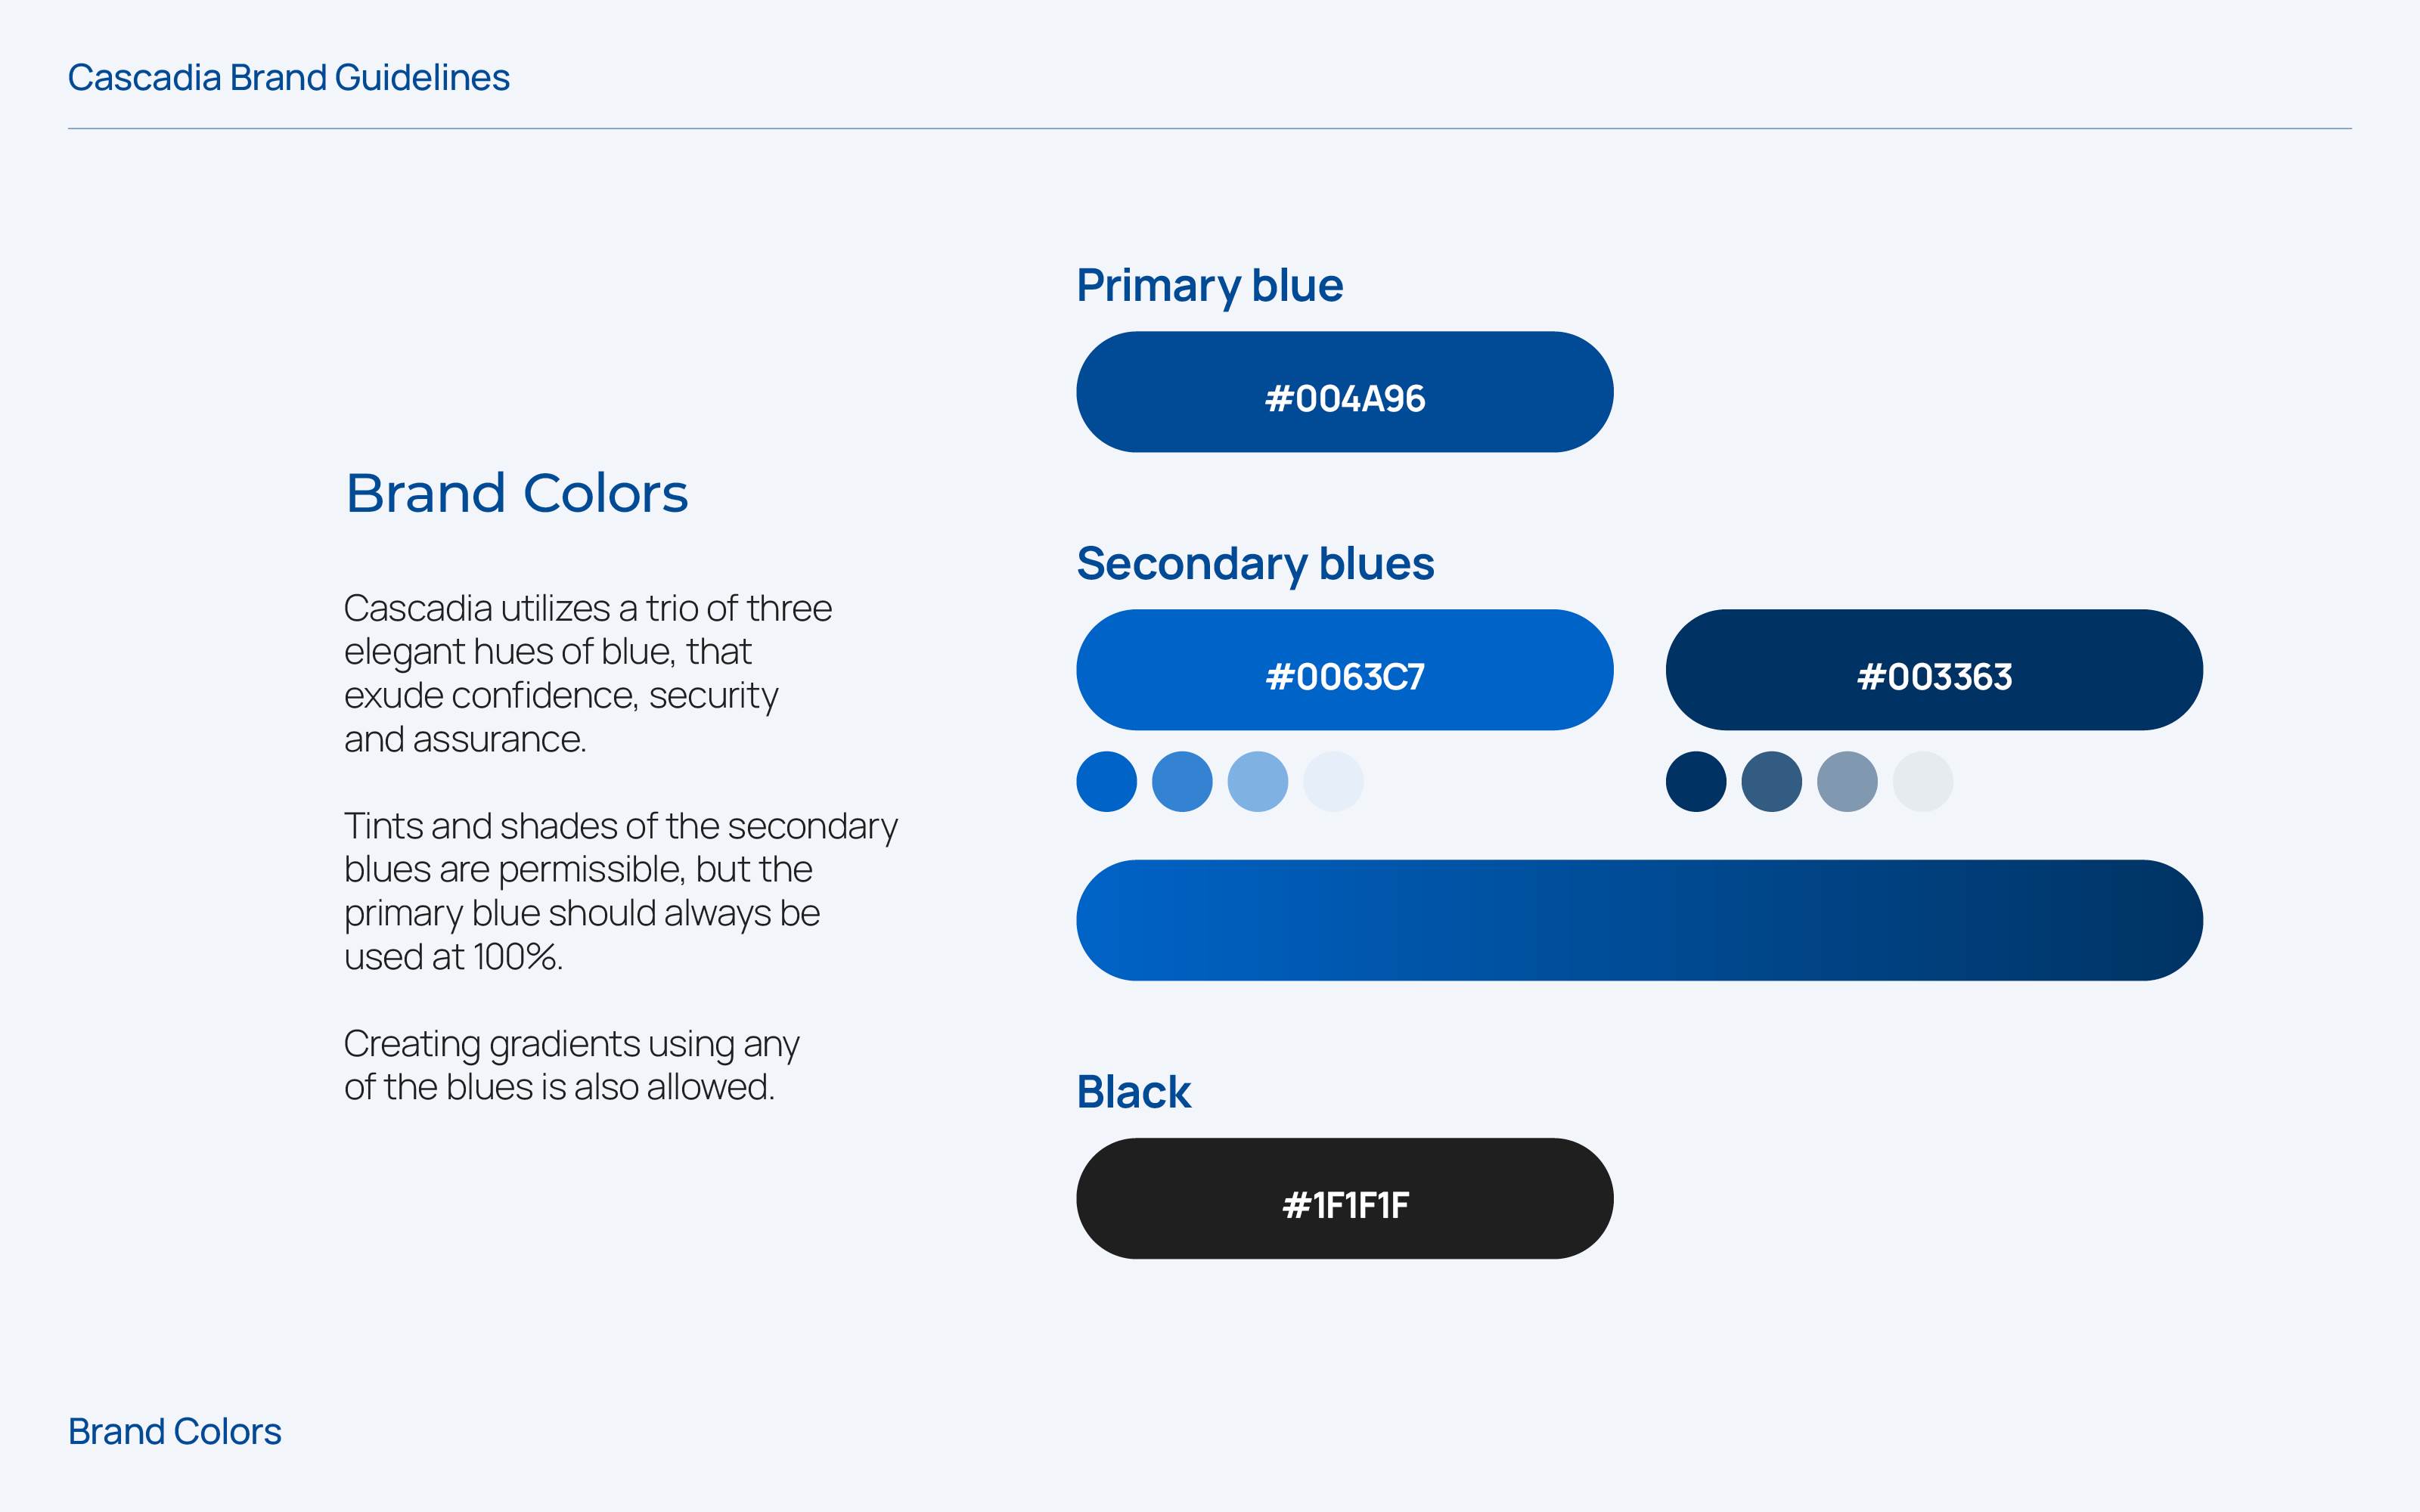 Cascadia Brand Guidelines
Brand Colors
Cascadia utilizes a trio of three
elegant hues of blue, that
exude confidence, security
and assurance.
Tints and shades of the secondary
blues are permissible, but the
primary blue should always be
used at 100%.
Creating gradients using any
of the blues is also allowed.
Primary blue
#004A96
Secondary blues
#0063C7
#003363
Black
#1F1F1F
Brand Colors